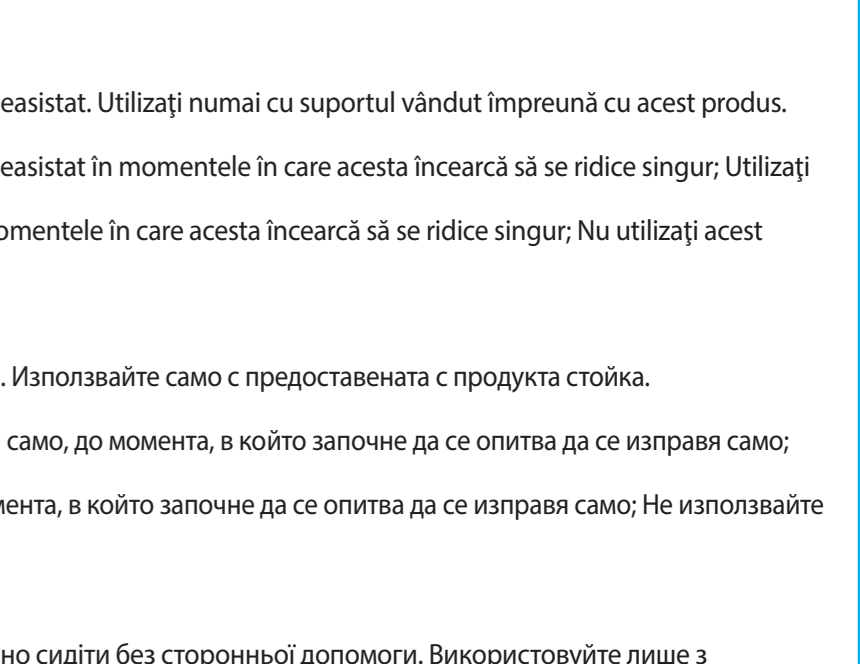 easistat. Utilizaţi numai cu suportul vândut împreună cu acest produs.
easistat în momentele în care acesta încearcă să se ridice singur; Utilizaţi
omentele în care acesta încearcă să se ridice singur; Nu utilizaţi acest
. Използвайте само с предоставената с продукта стойка.
само, до момента, в който започне да се опитва да се изправя само;
мента, в който започне да се опитва да се изправя само; Не използвайте
но сидіти без сторонньої допомоги. Використовуйте лише з